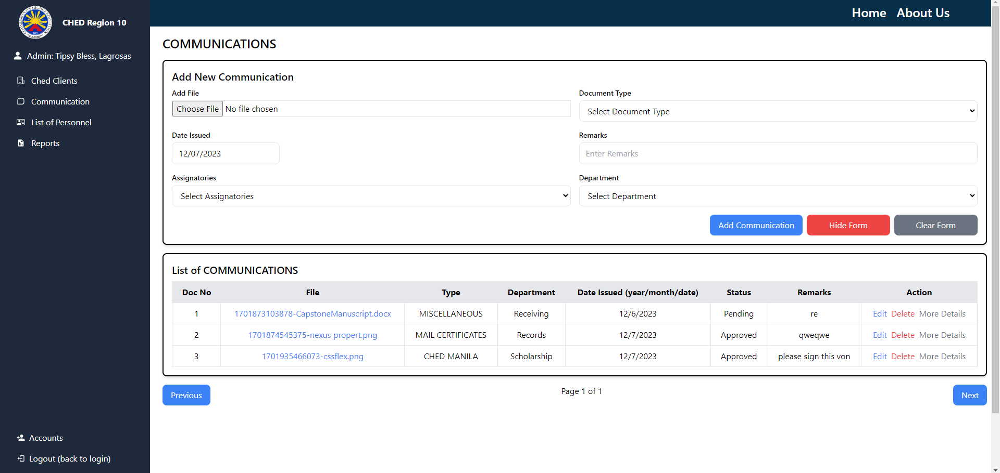 CHED Region 10
Admin: Tipsy Bless, Lagrosas
Ched Clients
Communication
List of Personnel
Reports
Accounts
Logout (back to login)
Home About Us
COMMUNICATIONS
Add New Communication
Add File
Choose File No file chosen
Document Type
Select Document Type
Date Issued
12/07/2023
Remarks
Enter Remarks
Assignatories
Select Assignatories
Department
Select Department
Add Communication Hide Form Clear Form
List of COMMUNICATIONS
Doc No File Type Department Date Issued (year/month/date) Status Remarks Action
1 1701873103878-CapstoneManuscript.docx MISCELLANEOUS Receiving 12/6/2023 Pending re Edit Delete More Details
2 1701874545375-nexus propert.png MAIL CERTIFICATES Records 12/7/2023 Approved qweqwe Edit Delete More Details
3 1701935466073-cssflex.png CHED MANILA Scholarship 12/7/2023 Approved please sign this von Edit Delete More Details
Previous Page 1 of 1 Next